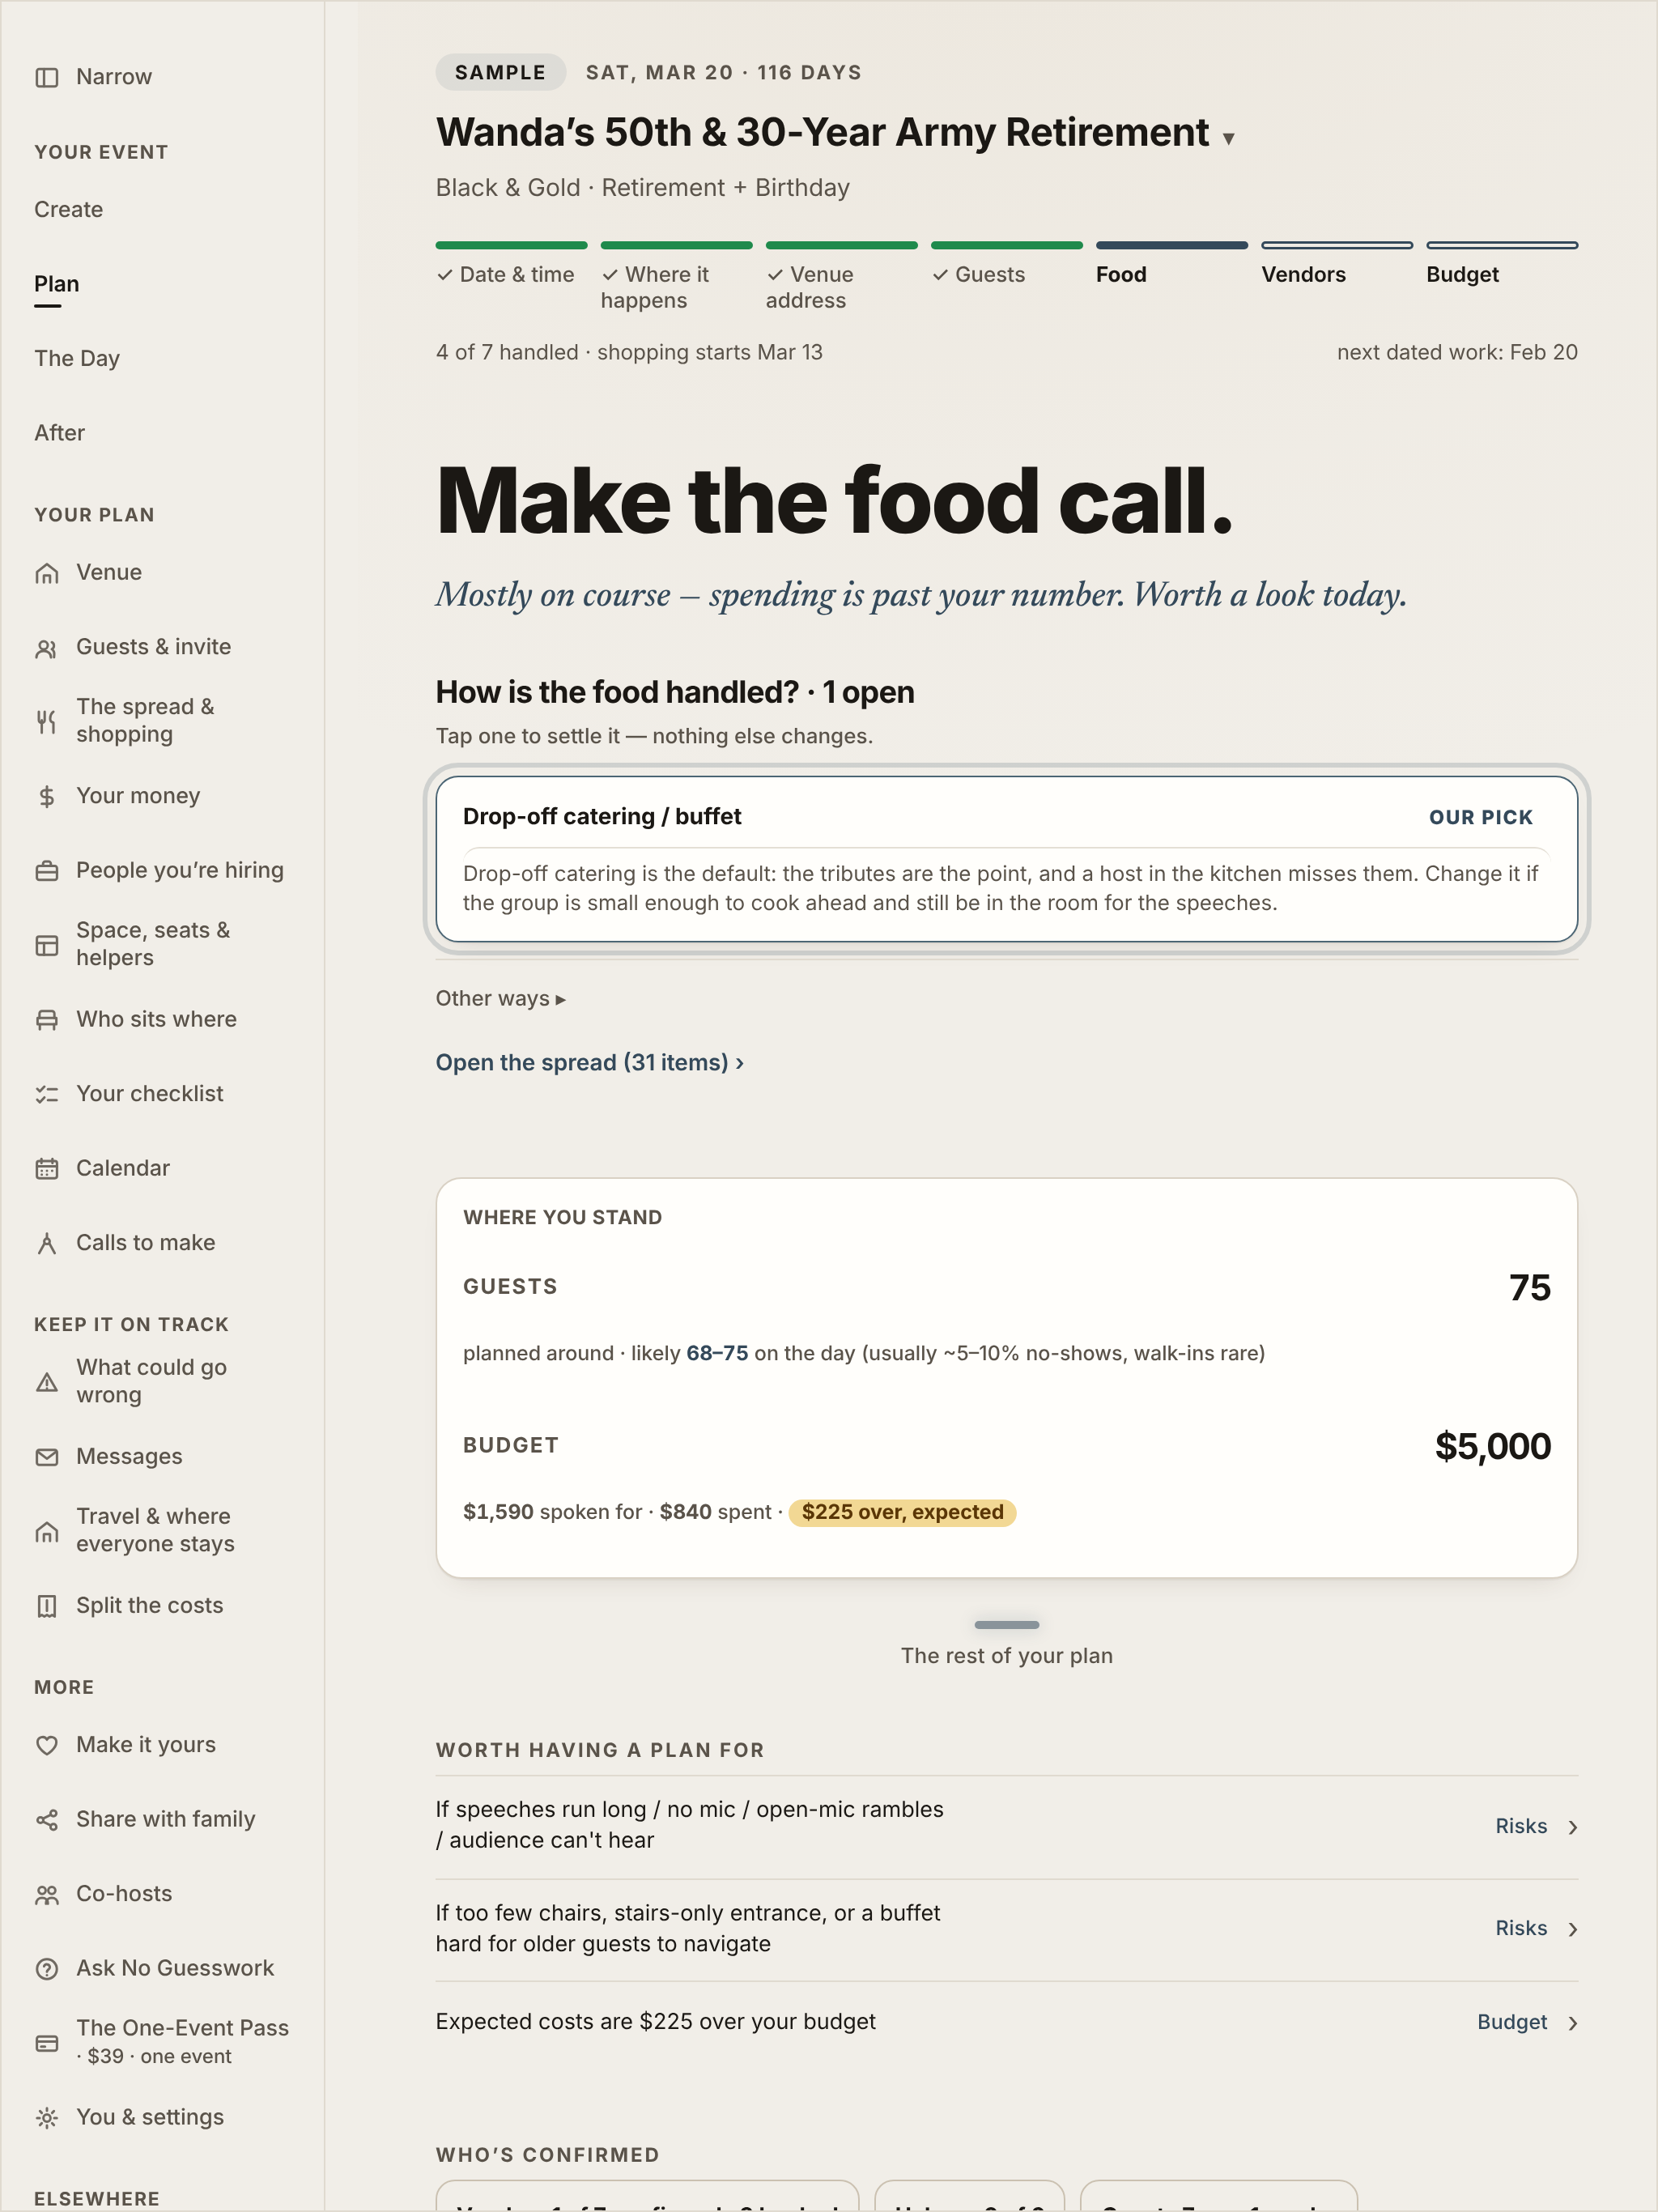 Narrow
YOUR EVENT
Create
Plan
The Day
After
YOUR PLAN
Venue
Guests & invite
The spread &
shopping
Your money
People you’re hiring
Space, seats &
helpers
Who sits where
Your checklist
Calendar
Calls to make
KEEP IT ON TRACK
What could go
wrong
Messages
Travel & where
everyone stays
Split the costs
MORE
Make it yours
Share with family
Co-hosts
Ask No Guesswork
The One-Event Pass
· $39 · one event
You & settings
ELSEWHERE
SAMPLE SAT, MAR 20 · 116 DAYS
Wanda’s 50th & 30-Year Army Retirement ▾
Black & Gold · Retirement + Birthday
✓ Date & time
✓ Where it
happens
✓ Venue
address
✓ Guests
Food
Vendors
Budget
4 of 7 handled · shopping starts Mar 13
next dated work: Feb 20
Make the food call.
Mostly on course — spending is past your number. Worth a look today.
How is the food handled? · 1 open
Tap one to settle it — nothing else changes.
Drop-off catering / buffet
OUR PICK
Drop-off catering is the default: the tributes are the point, and a host in the kitchen misses them. Change it if
the group is small enough to cook ahead and still be in the room for the speeches.
Other ways ▸
Open the spread (31 items) ›
WHERE YOU STAND
GUESTS
75
planned around · likely 68–75 on the day (usually ~5–10% no-shows, walk-ins rare)
BUDGET
$5,000
$1,590 spoken for · $840 spent · $225 over, expected
The rest of your plan
WORTH HAVING A PLAN FOR
If speeches run long / no mic / open-mic rambles
/ audience can't hear
Risks ›
If too few chairs, stairs-only entrance, or a buffet
hard for older guests to navigate
Risks ›
Expected costs are $225 over your budget
Budget ›
WHO’S CONFIRMED